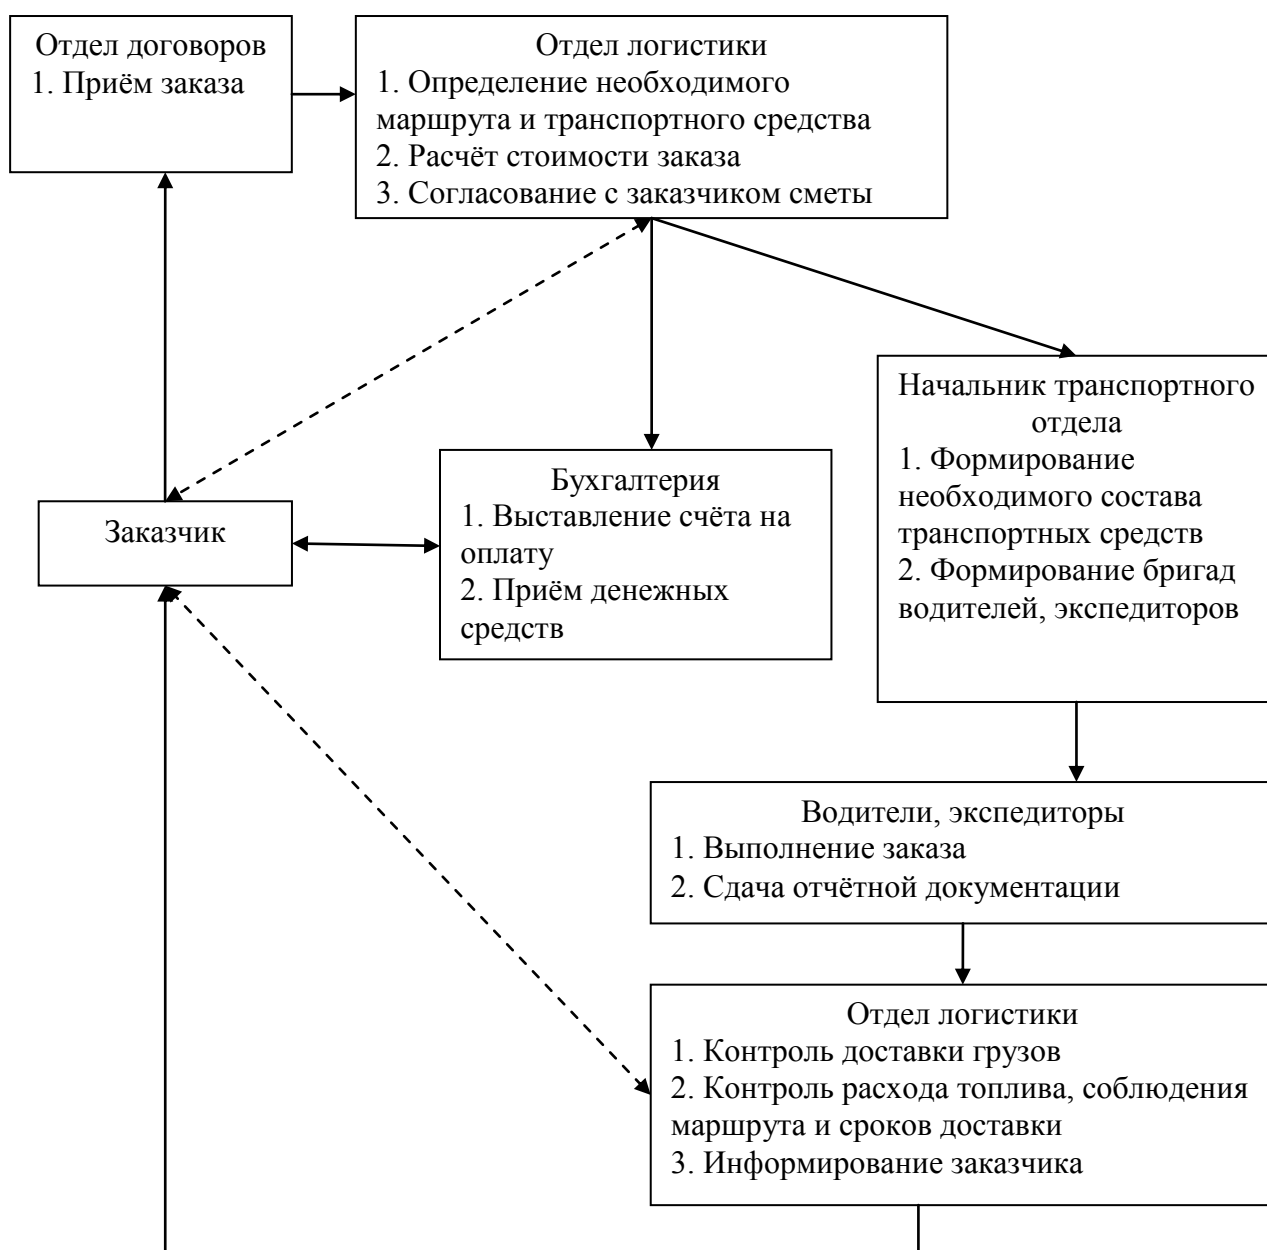 Отдел договоров
1. Приём заказа
Отдел логистики
1. Определение необходимого
маршрута и транспортного средства
2. Расчёт стоимости заказа
3. Согласование с заказчиком сметы
Начальник транспортного
отдела
1. Формирование
необходимого состава
транспортных средств
2. Формирование бригад
водителей, экспедиторов
Бухгалтерия
1. Выставление счёта на
оплату
2. Приём денежных
средств
Заказчик
Водители, экспедиторы
1. Выполнение заказа
2. Сдача отчётной документации
Отдел логистики
1. Контроль доставки грузов
2. Контроль расхода топлива, соблюдения
маршрута и сроков доставки
3. Информирование заказчика